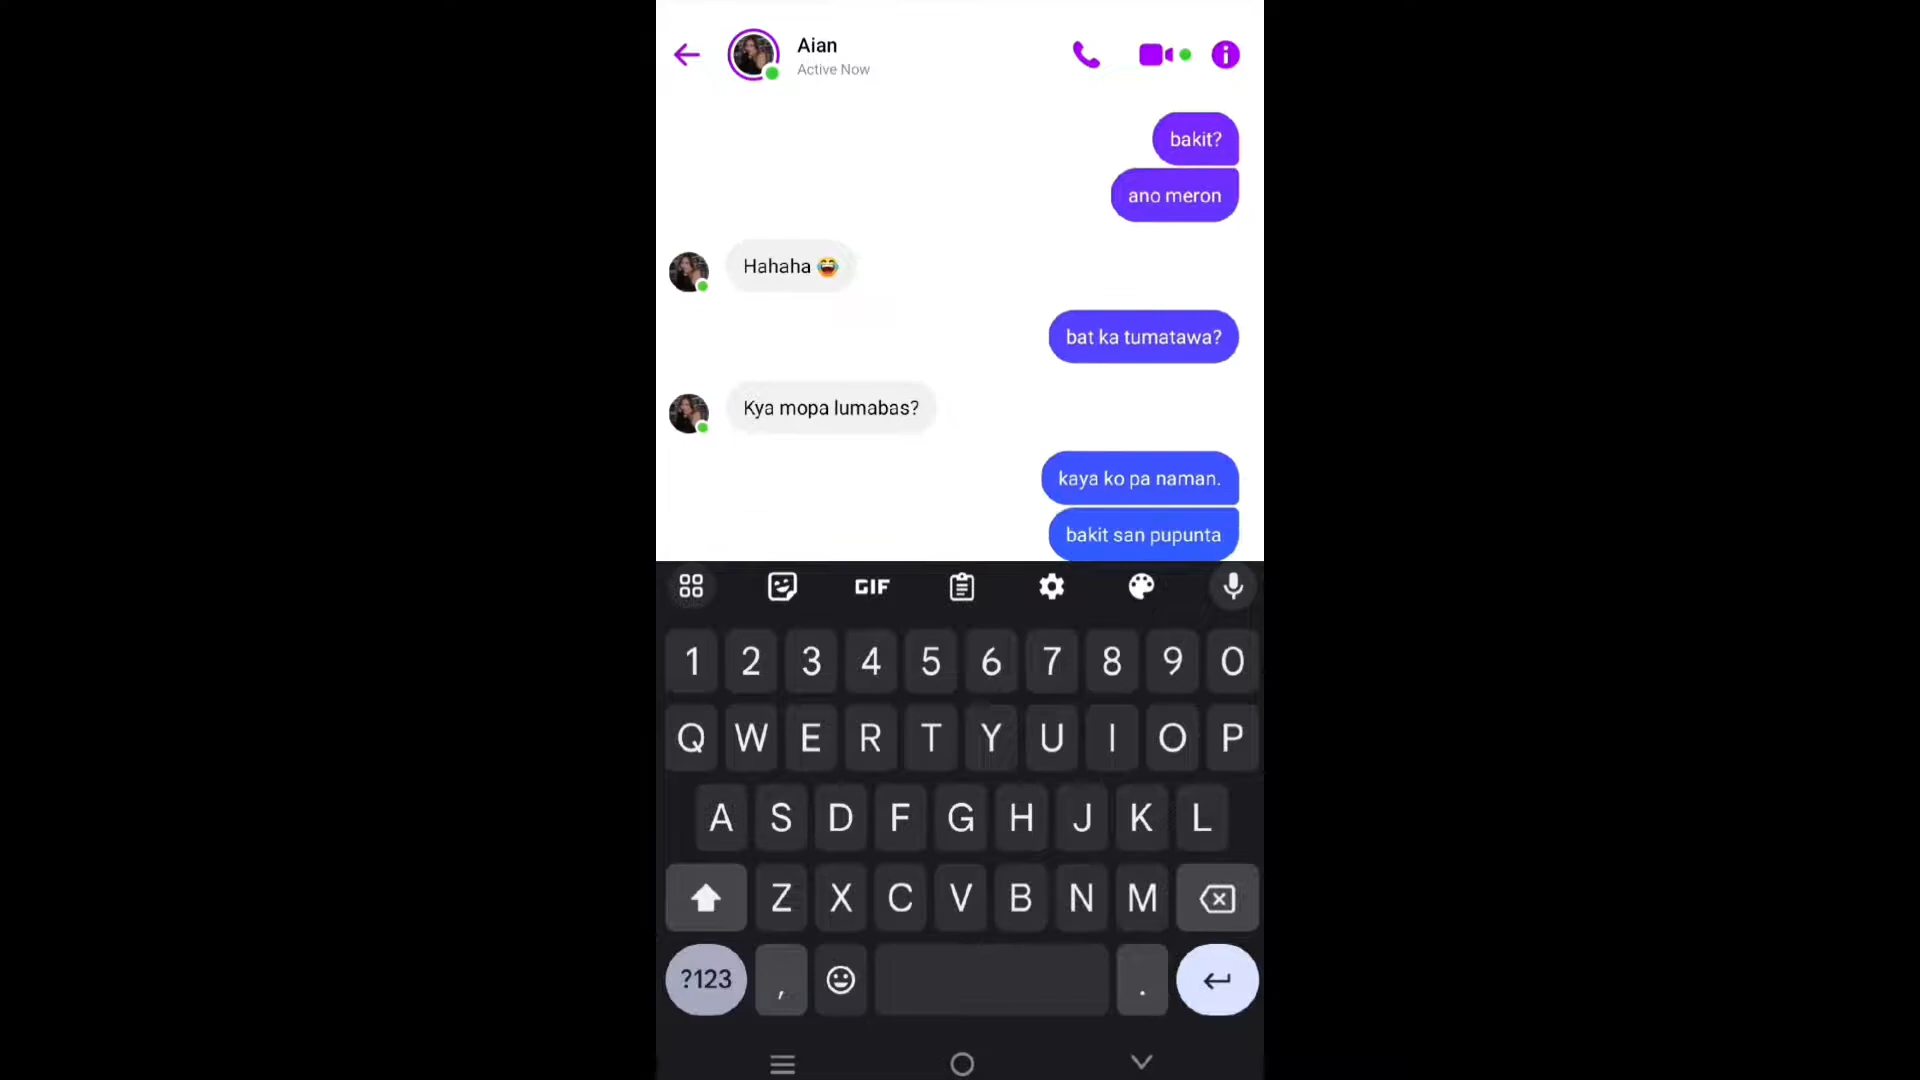 Aian
Active Now
bakit?
ano meron
Hahaha 😂
bat ka tumatawa?
Kya mopa lumabas?
kaya ko pa naman.
bakit san pupunta
GIF
1 2 3 4 5 6 7 8 9 0
Q W E R T Y U I O P
A S D F G H J K L
Z X C V B N M
?123 , .